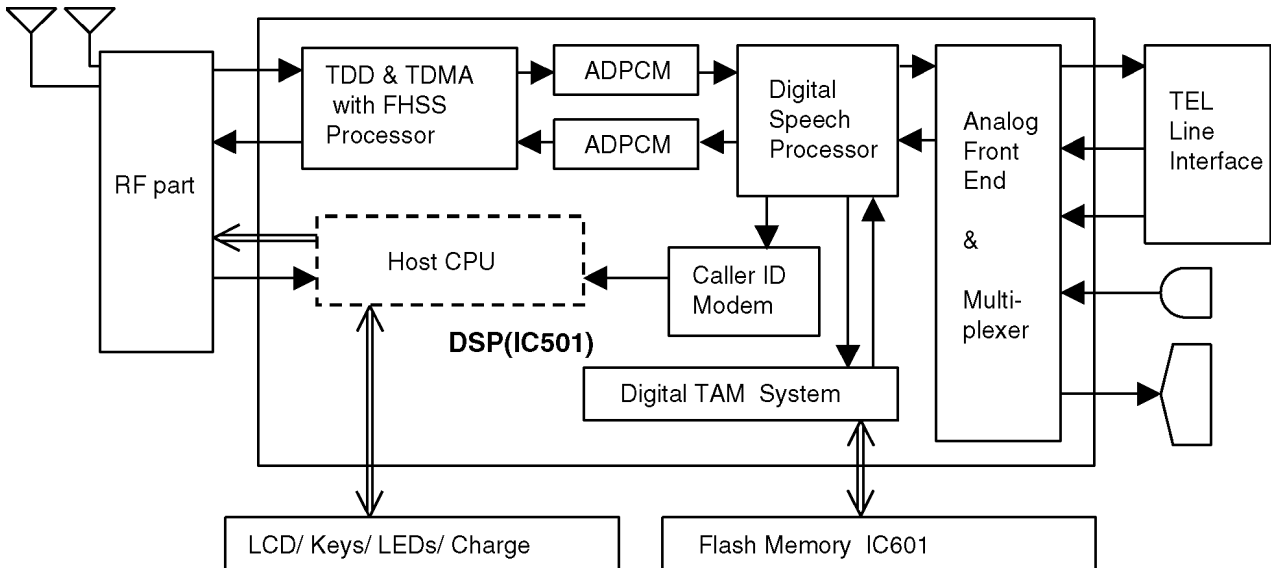 TDD & TDMA
with FHSS
Processor
ADPCM
ADPCM
Digital
Speech
Processor
Analog
Front
End
&
Multi-
plexer
TEL
Line
Interface
RF part
Host CPU
Caller ID
Modem
DSP(IC501)
Digital TAM System
LCD/ Keys/ LEDs/ Charge
Flash Memory IC601